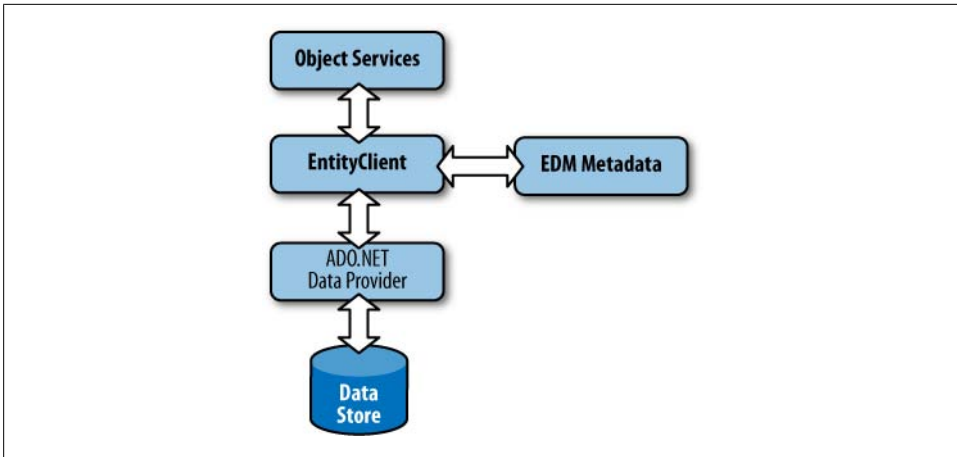 Object Services
EntityClient
EDM Metadata
ADO.NET
Data Provider
Data
Store